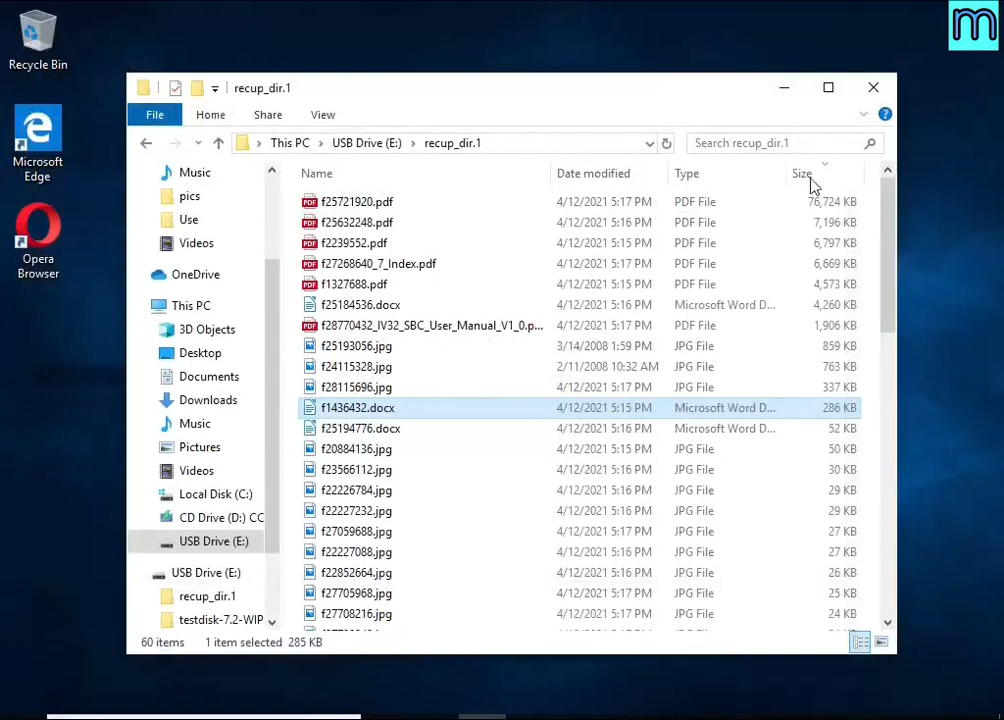 m
Recycle Bin
Microsoft
Edge
Opera
Browser
recup_dir.1
File Home Share View
This PC > USB Drive (E:) > recup_dir.1
Search recup_dir.1
Music
pics
Use
Videos
OneDrive
This PC
3D Objects
Desktop
Documents
Downloads
Music
Pictures
Videos
Local Disk (C:)
CD Drive (D:) CC
USB Drive (E:)
USB Drive (E:)
recup_dir.1
testdisk-7.2-WIP
Name Date modified Type Size
f25721920.pdf 4/12/2021 5:17 PM PDF File 76,724 KB
f25632248.pdf 4/12/2021 5:17 PM PDF File 7,196 KB
f2239552.pdf 4/12/2021 5:15 PM PDF File 6,797 KB
f27268640_7_Index.pdf 4/12/2021 5:17 PM PDF File 6,669 KB
f1327688.pdf 4/12/2021 5:15 PM PDF File 4,573 KB
f25184536.docx 4/12/2021 5:16 PM Microsoft Word D... 4,260 KB
f28770432_IV32_SBC_User_Manual_V1_0.p... 4/12/2021 5:17 PM PDF File 1,906 KB
f25193056.jpg 3/14/2008 1:59 PM JPG File 859 KB
f24115328.jpg 2/11/2008 10:32 AM JPG File 763 KB
f28115696.jpg 4/12/2021 5:17 PM JPG File 337 KB
f1436432.docx 4/12/2021 5:15 PM Microsoft Word D... 286 KB
f25194776.docx 4/12/2021 5:16 PM Microsoft Word D... 52 KB
f20884136.jpg 4/12/2021 5:16 PM JPG File 50 KB
f23566112.jpg 4/12/2021 5:16 PM JPG File 30 KB
f22226784.jpg 4/12/2021 5:16 PM JPG File 29 KB
f22227232.jpg 4/12/2021 5:16 PM JPG File 29 KB
f27059688.jpg 4/12/2021 5:17 PM JPG File 27 KB
f22227088.jpg 4/12/2021 5:16 PM JPG File 27 KB
f22852664.jpg 4/12/2021 5:16 PM JPG File 26 KB
f27705968.jpg 4/12/2021 5:17 PM JPG File 25 KB
f27708216.jpg 4/12/2021 5:17 PM JPG File 24 KB
60 items 1 item selected 285 KB